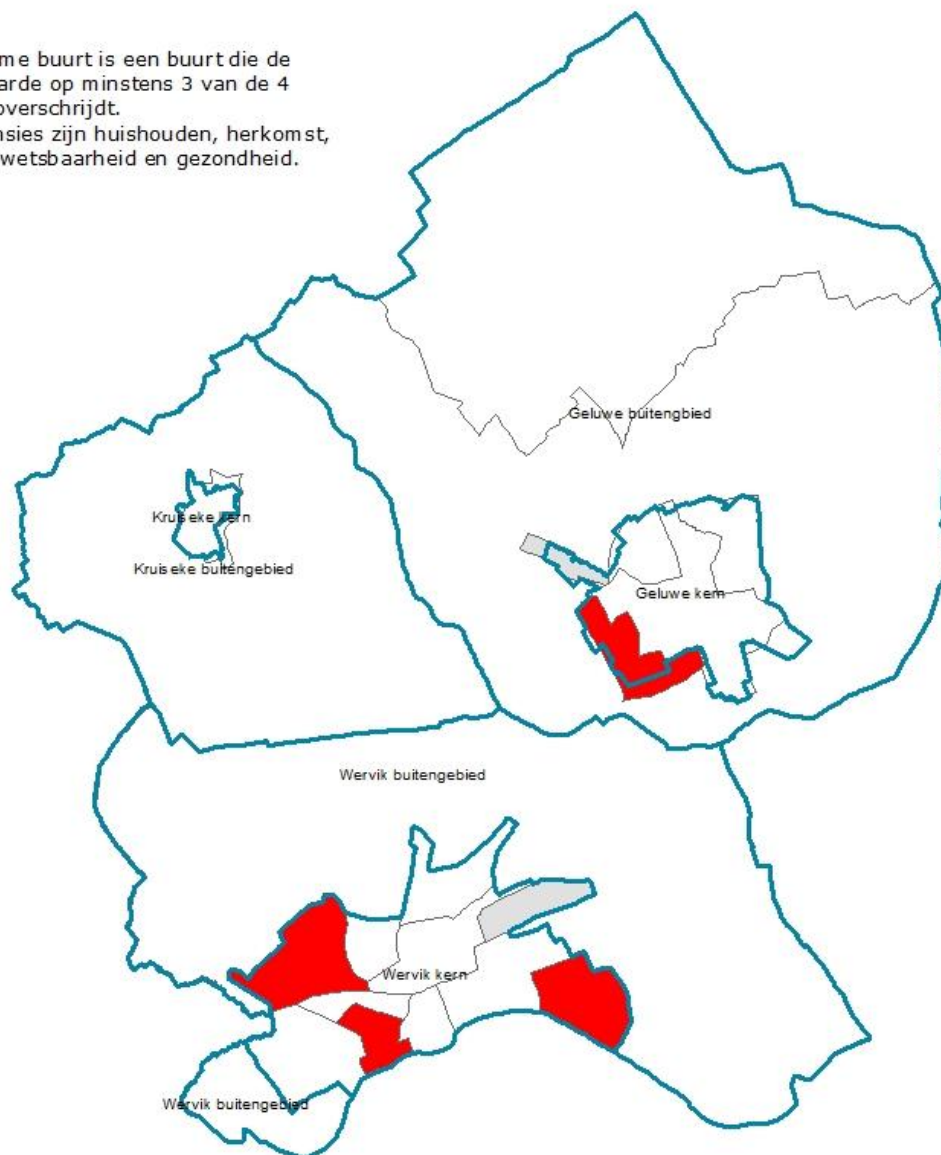 me buurt is een buurt die de
arde op minstens 3 van de 4
overschrijdt.
nsies zijn huishouden, herkomst,
wetsbaarheid en gezondheid.
Geluwe buitengbied
Kruiseke kern
Kruiseke buitengebied
Geluwe kern
Wervik buitengebied
Wervik kern
Wervik buitengebied